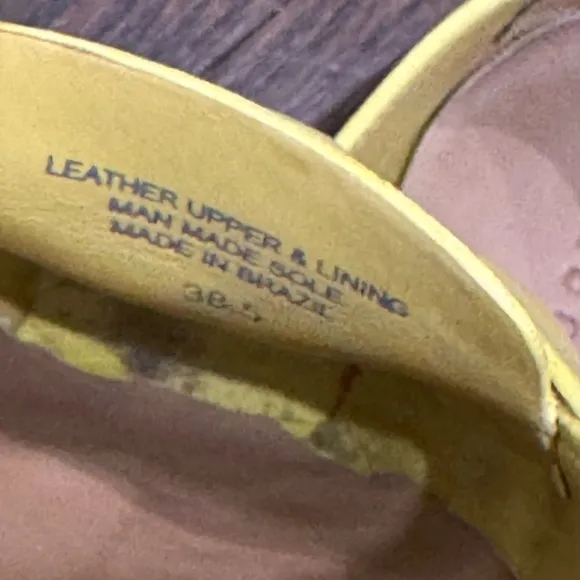 LEATHER UPPER & LINING
MAN MADE SOLE
MADE IN BRAZIL
38.5